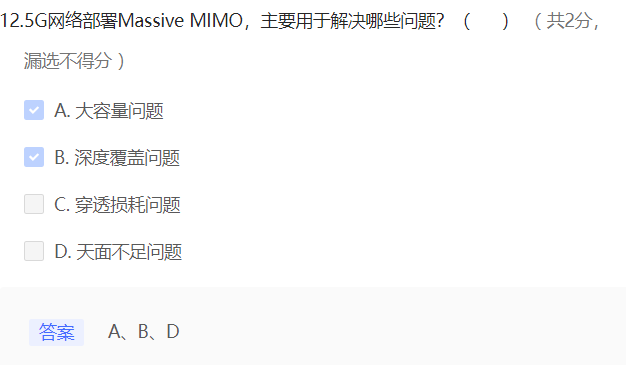 12.5G网络部署Massive MIMO，主要用于解决哪些问题？（　　）（ 共2分，
漏选不得分 ）
A. 大容量问题
B. 深度覆盖问题
C. 穿透损耗问题
D. 天面不足问题
答案 A、B、D